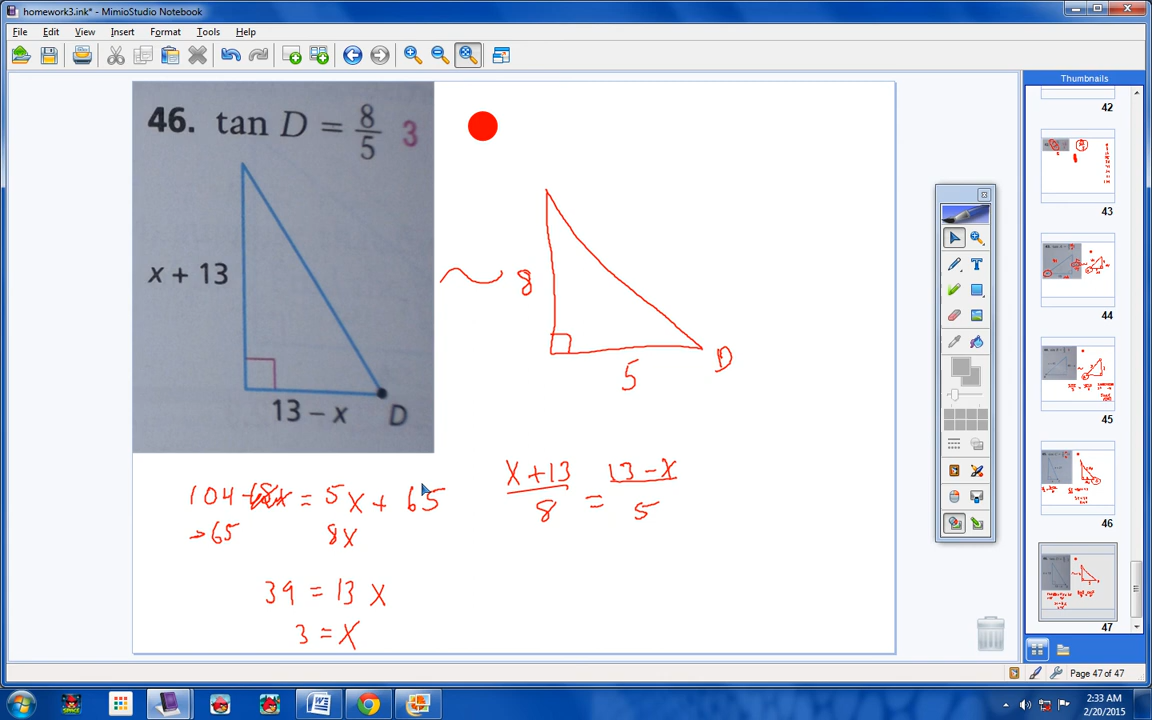 homework3.ink* - MimioStudio Notebook
File Edit View Insert Format Tools Help
Thumbnails
46. tan D = 8/5 3
x + 13
13 − x D
~ 8
5 D
104 = 5x + 65
-65 8x
39 = 13 x
3 = x
x + 13 / 8 = 13 − x / 5
T
42
43
44
45
46
47
Page 47 of 47
2:33 AM
2/20/2015